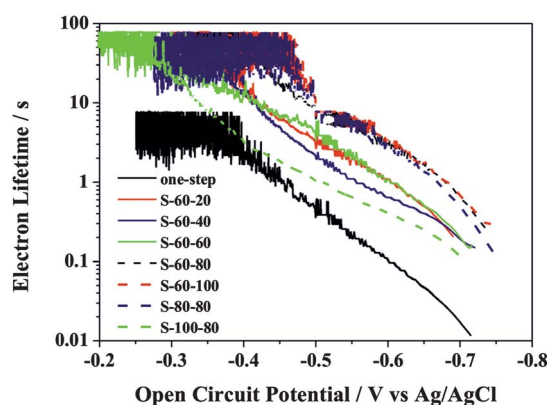 Electron Lifetime / s
100
10
1
0.1
0.01
one-step
S-60-20
S-60-40
S-60-60
S-60-80
S-60-100
S-80-80
S-100-80
-0.2 -0.3 -0.4 -0.5 -0.6 -0.7 -0.8
Open Circuit Potential / V vs Ag/AgCl